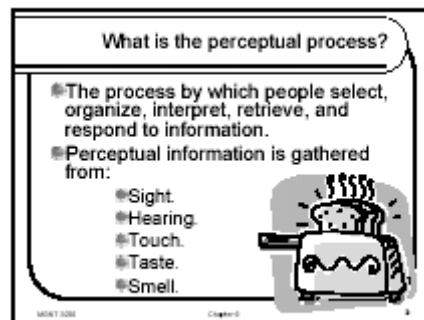 What is the perceptual process?
The process by which people select,
organize, interpret, retrieve, and
respond to information.
Perceptual information is gathered
from:
Sight.
Hearing.
Touch.
Taste.
Smell.